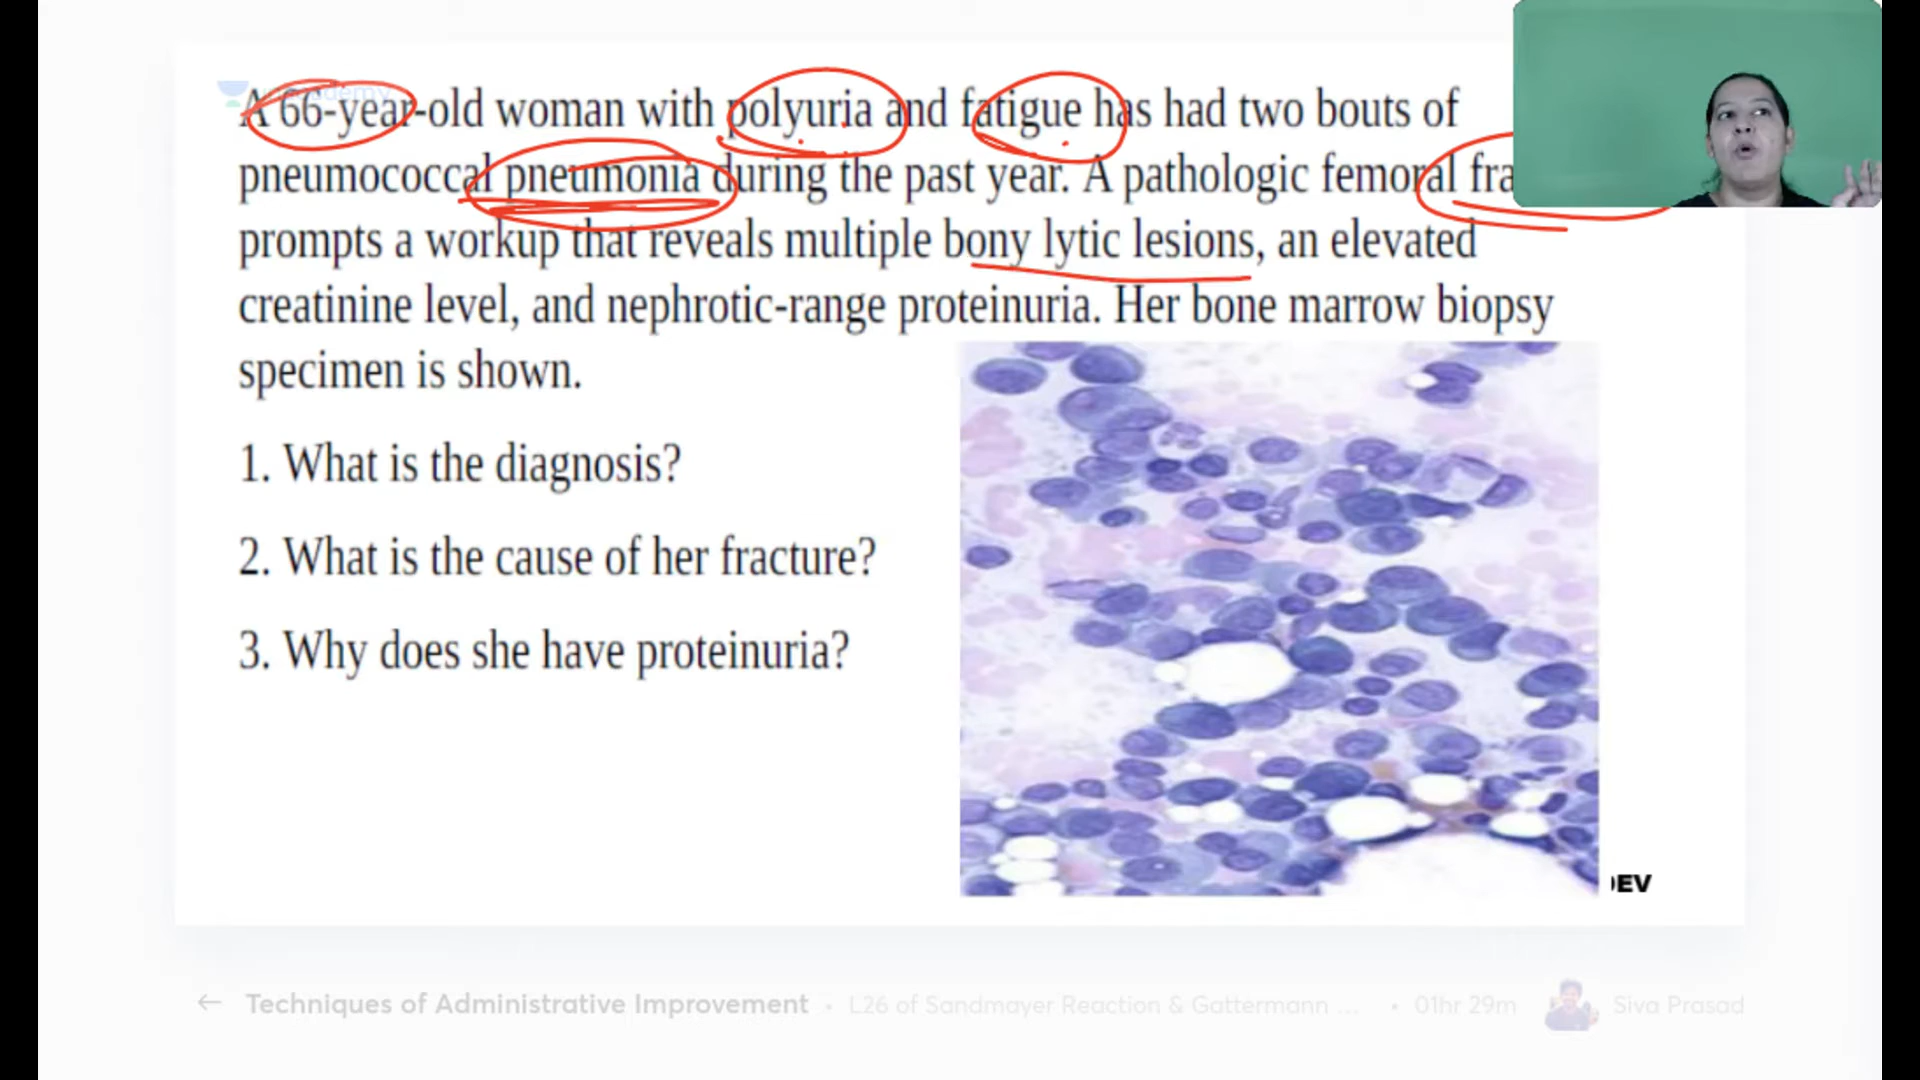 A 66-year-old woman with polyuria and fatigue has had two bouts of
pneumococcal pneumonia during the past year. A pathologic femoral
prompts a workup that reveals multiple bony lytic lesions, an elevated
creatinine level, and nephrotic-range proteinuria. Her bone marrow biopsy
specimen is shown.
1. What is the diagnosis?
2. What is the cause of her fracture?
3. Why does she have proteinuria?
DEV
← Techniques of Administrative Improvement • L26 of Sandmayer Reaction & Gattermann ... • 01hr 29m Siva Prasad